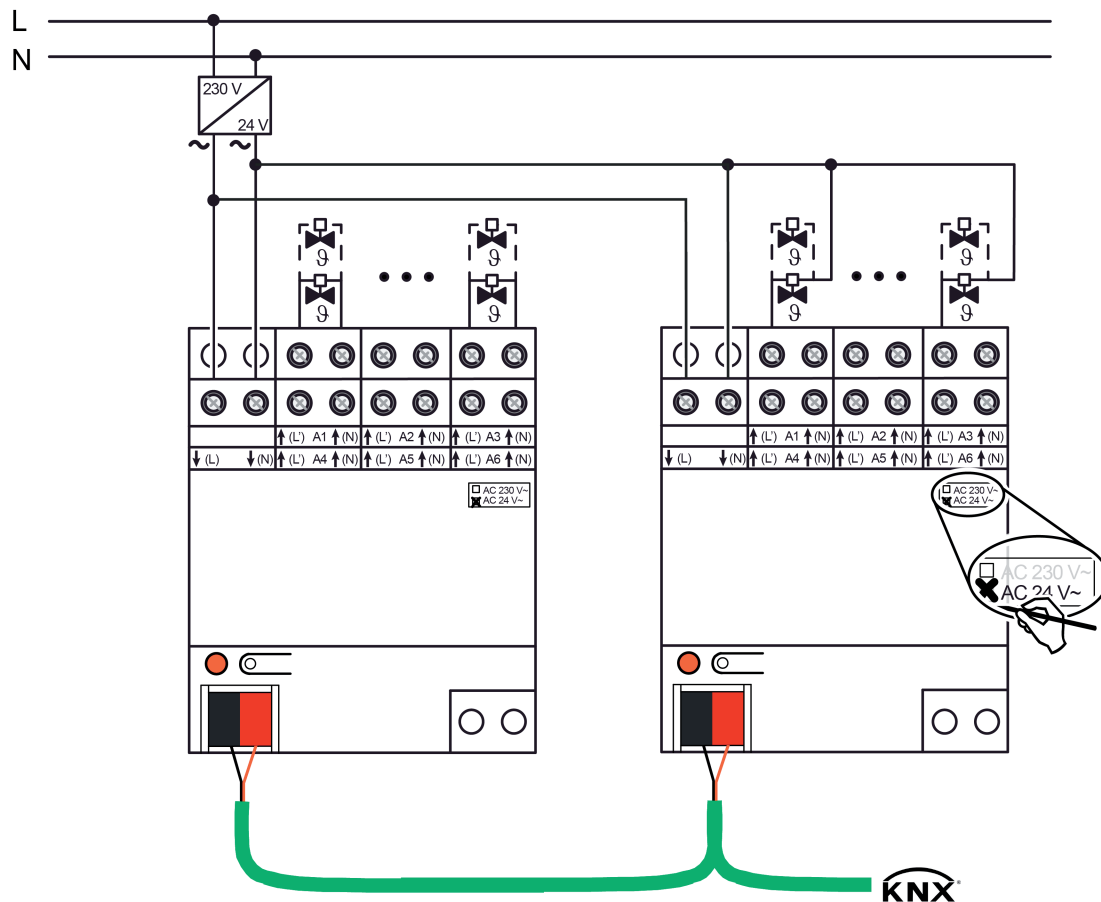 L
N
230 V
24 V
∼ ∼
ϑ ϑ ϑ ϑ
ϑ ϑ ϑ ϑ
↑ (L') A1 ↑ (N) ↑ (L') A2 ↑ (N) ↑ (L') A3 ↑ (N)
↓ (L) ↓ (N) ↑ (L') A4 ↑ (N) ↑ (L') A5 ↑ (N) ↑ (L') A6 ↑ (N)
AC 230 V~
AC 24 V~
↑ (L') A1 ↑ (N) ↑ (L') A2 ↑ (N) ↑ (L') A3 ↑ (N)
↓ (L) ↓ (N) ↑ (L') A4 ↑ (N) ↑ (L') A5 ↑ (N) ↑ (L') A6 ↑ (N)
AC 230 V~
AC 24 V~
AC 230 V~
AC 24 V~
KNX